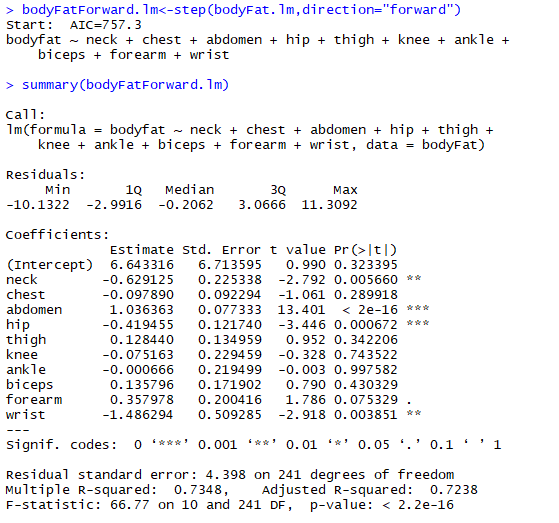 > bodyFatForward.lm<-step(bodyFat.lm,direction="forward")
Start:  AIC=757.3
bodyfat ~ neck + chest + abdomen + hip + thigh + knee + ankle +
    biceps + forearm + wrist
> summary(bodyFatForward.lm)
Call:
lm(formula = bodyfat ~ neck + chest + abdomen + hip + thigh +
    knee + ankle + biceps + forearm + wrist, data = bodyFat)
Residuals:
     Min       1Q   Median       3Q      Max
-10.1322  -2.9916  -0.2062   3.0666  11.3092
Coefficients:
             Estimate Std. Error t value Pr(>|t|)
(Intercept)  6.643316   6.713595   0.990 0.323395
neck        -0.629125   0.225338  -2.792 0.005660 **
chest       -0.097890   0.092294  -1.061 0.289918
abdomen      1.036363   0.077333  13.401  < 2e-16 ***
hip         -0.419455   0.121740  -3.446 0.000672 ***
thigh        0.128440   0.134959   0.952 0.342206
knee        -0.075163   0.229459  -0.328 0.743522
ankle       -0.000666   0.219499  -0.003 0.997582
biceps       0.135796   0.171902   0.790 0.430329
forearm      0.357978   0.200416   1.786 0.075329 .
wrist       -1.486294   0.509285  -2.918 0.003851 **
---
Signif. codes:  0 ‘***’ 0.001 ‘**’ 0.01 ‘*’ 0.05 ‘.’ 0.1 ‘ ’ 1
Residual standard error: 4.398 on 241 degrees of freedom
Multiple R-squared:  0.7348,    Adjusted R-squared:  0.7238
F-statistic: 66.77 on 10 and 241 DF,  p-value: < 2.2e-16